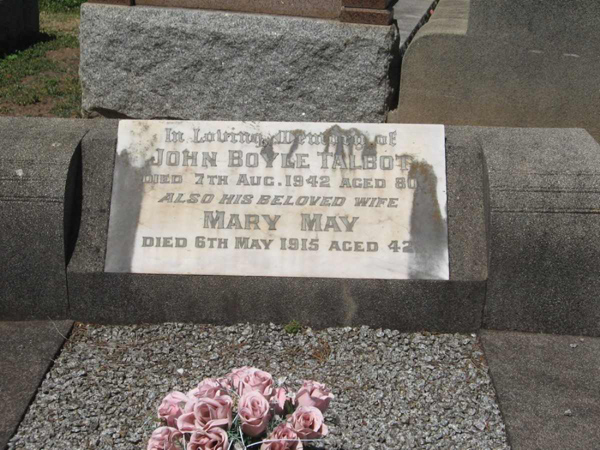 In Loving Memory of
JOHN BOYLE TALBOT
DIED 7TH AUG. 1942 AGED 80
ALSO HIS BELOVED WIFE
MARY MAY
DIED 6TH MAY 1915 AGED 42